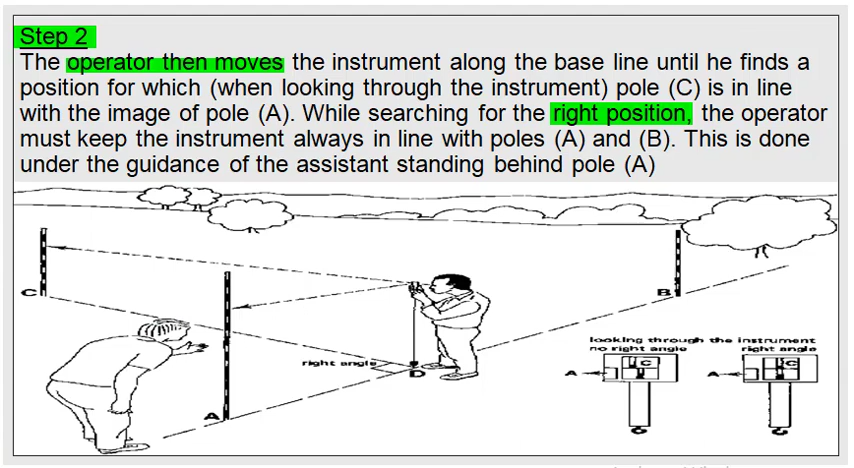 Step 2
The operator then moves the instrument along the base line until he finds a
position for which (when looking through the instrument) pole (C) is in line
with the image of pole (A). While searching for the right position, the operator
must keep the instrument always in line with poles (A) and (B). This is done
under the guidance of the assistant standing behind pole (A)
C
B
looking through the instrument
no right angle
right angle
right angle
D
A
A
C
A
C